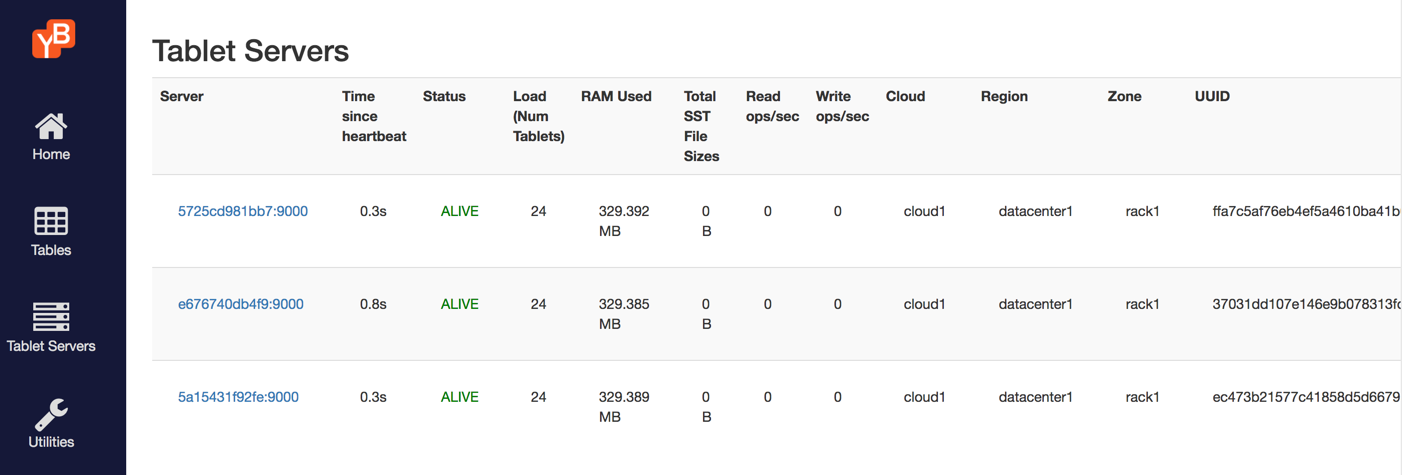 YB
Home
Tables
Tablet Servers
Utilities
Tablet Servers
Server Time since heartbeat Status Load (Num Tablets) RAM Used Total SST File Sizes Read ops/sec Write ops/sec Cloud Region Zone UUID
5725cd981bb7:9000 0.3s ALIVE 24 329.392 MB 0 B 0 0 cloud1 datacenter1 rack1 ffa7c5af76eb4ef5a4610ba41b
e676740db4f9:9000 0.8s ALIVE 24 329.385 MB 0 B 0 0 cloud1 datacenter1 rack1 37031dd107e146e9b078313f
5a15431f92fe:9000 0.3s ALIVE 24 329.389 MB 0 B 0 0 cloud1 datacenter1 rack1 ec473b21577c41858d5d6679